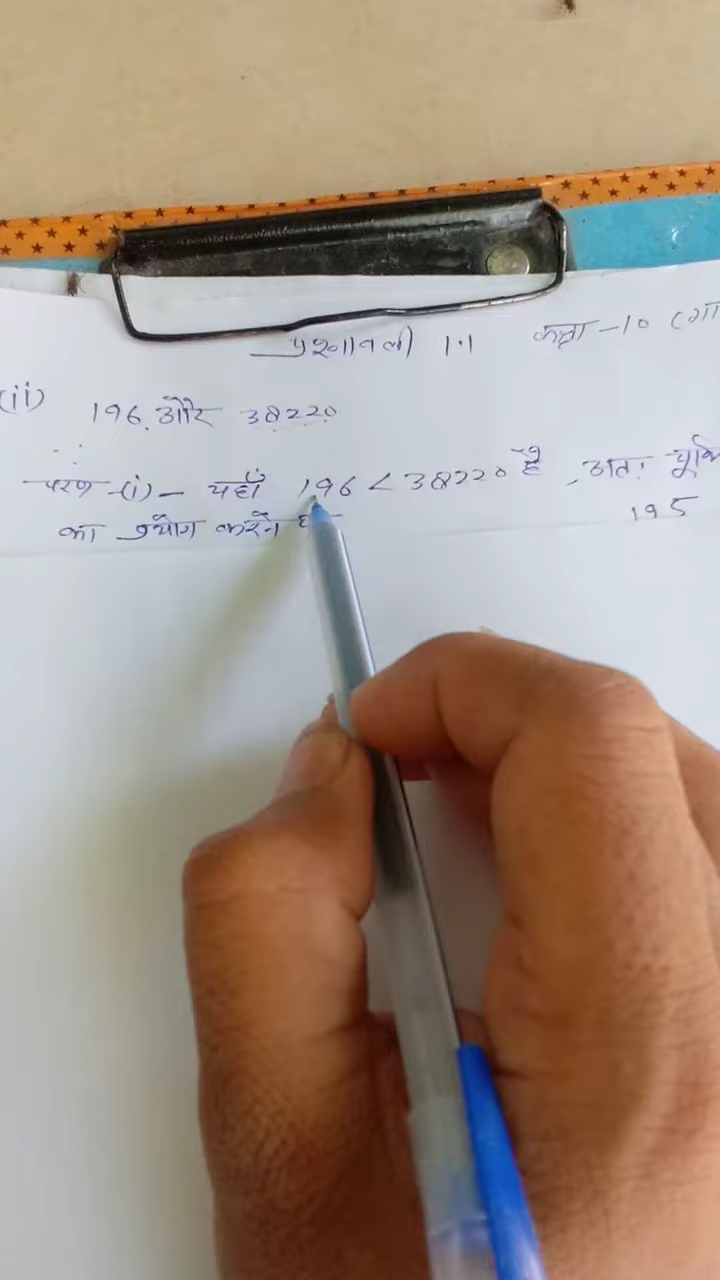 प्रश्नावली 1.1 कक्षा-10
(ii) 196 और 38220
चरण-(i)- यहाँ 196 < 38220 है, अतः
का प्रयोग करने 195